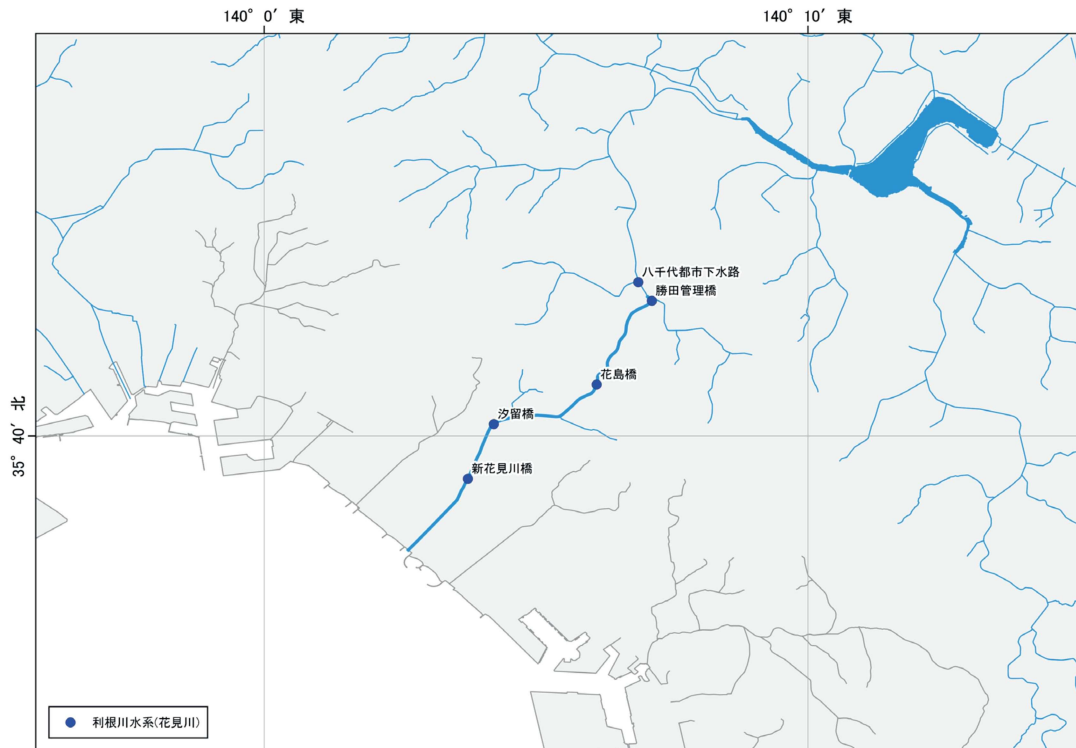 140° 0′ 東
140° 10′ 東
八千代都市下水路
勝田管理橋
花島橋
汐留橋
35° 40′ 北
新花見川橋
利根川水系(花見川)